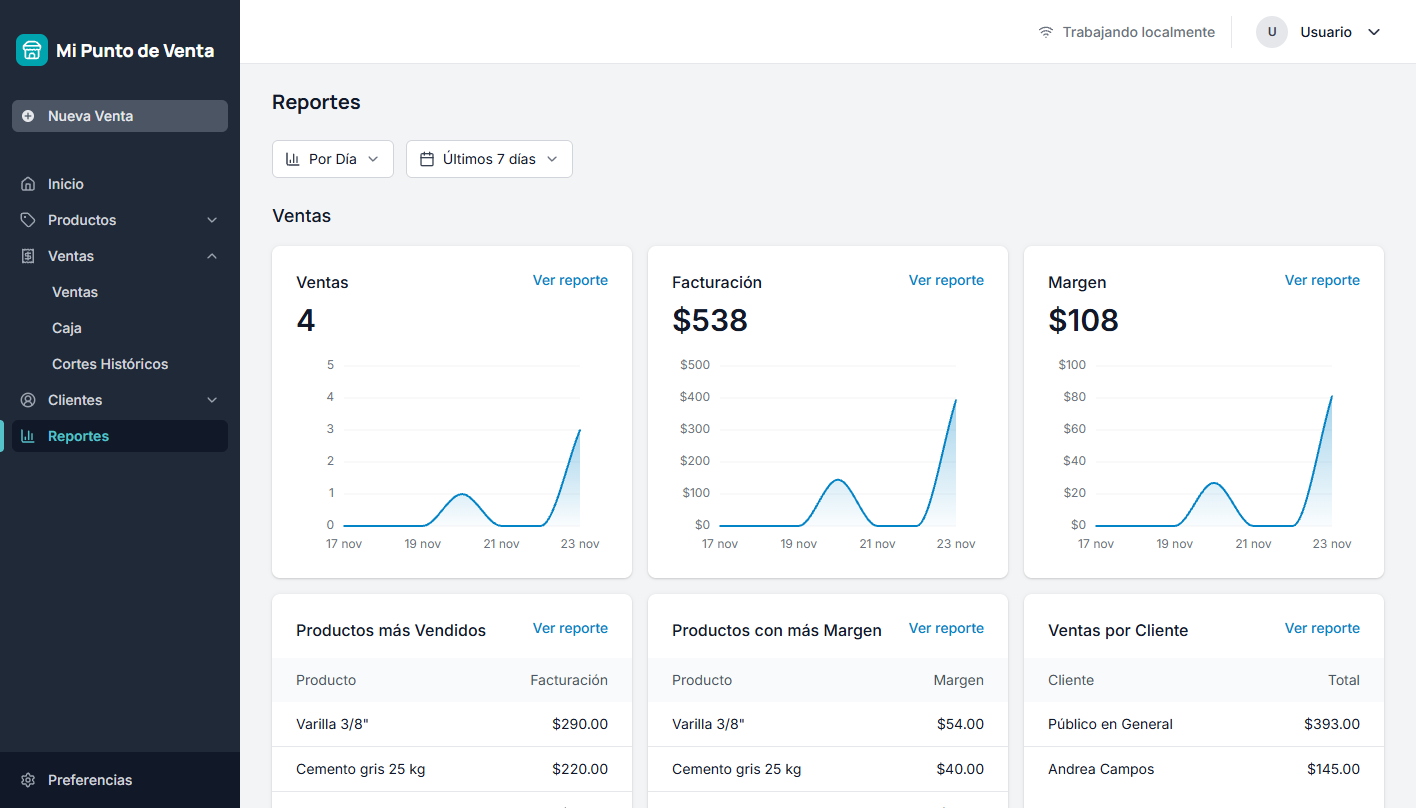 Mi Punto de Venta
Nueva Venta
Inicio
Productos
Ventas
Ventas
Caja
Cortes Históricos
Clientes
Reportes
Preferencias
Trabajando localmente
U
Usuario
Reportes
Por Día
Últimos 7 días
Ventas
Ventas
Ver reporte
4
5
4
3
2
1
0
17 nov 19 nov 21 nov 23 nov
Facturación
Ver reporte
$538
$500
$400
$300
$200
$100
$0
17 nov 19 nov 21 nov 23 nov
Margen
Ver reporte
$108
$100
$80
$60
$40
$20
$0
17 nov 19 nov 21 nov 23 nov
Productos más Vendidos
Ver reporte
Producto Facturación
Varilla 3/8" $290.00
Cemento gris 25 kg $220.00
Productos con más Margen
Ver reporte
Producto Margen
Varilla 3/8" $54.00
Cemento gris 25 kg $40.00
Ventas por Cliente
Ver reporte
Cliente Total
Público en General $393.00
Andrea Campos $145.00